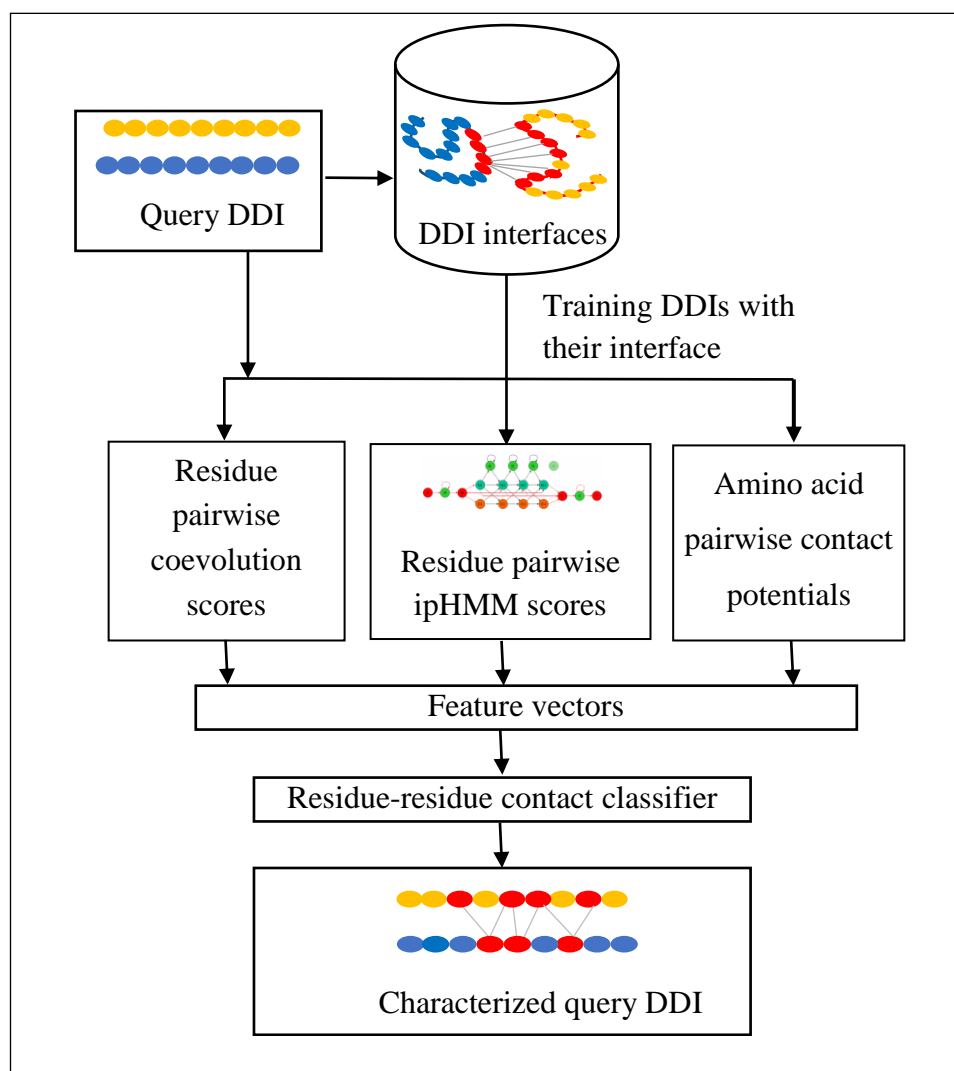 Query DDI
DDI interfaces
Training DDIs with
their interface
Residue
pairwise
coevolution
scores
Residue pairwise
ipHMM scores
Amino acid
pairwise contact
potentials
Feature vectors
Residue-residue contact classifier
Characterized query DDI